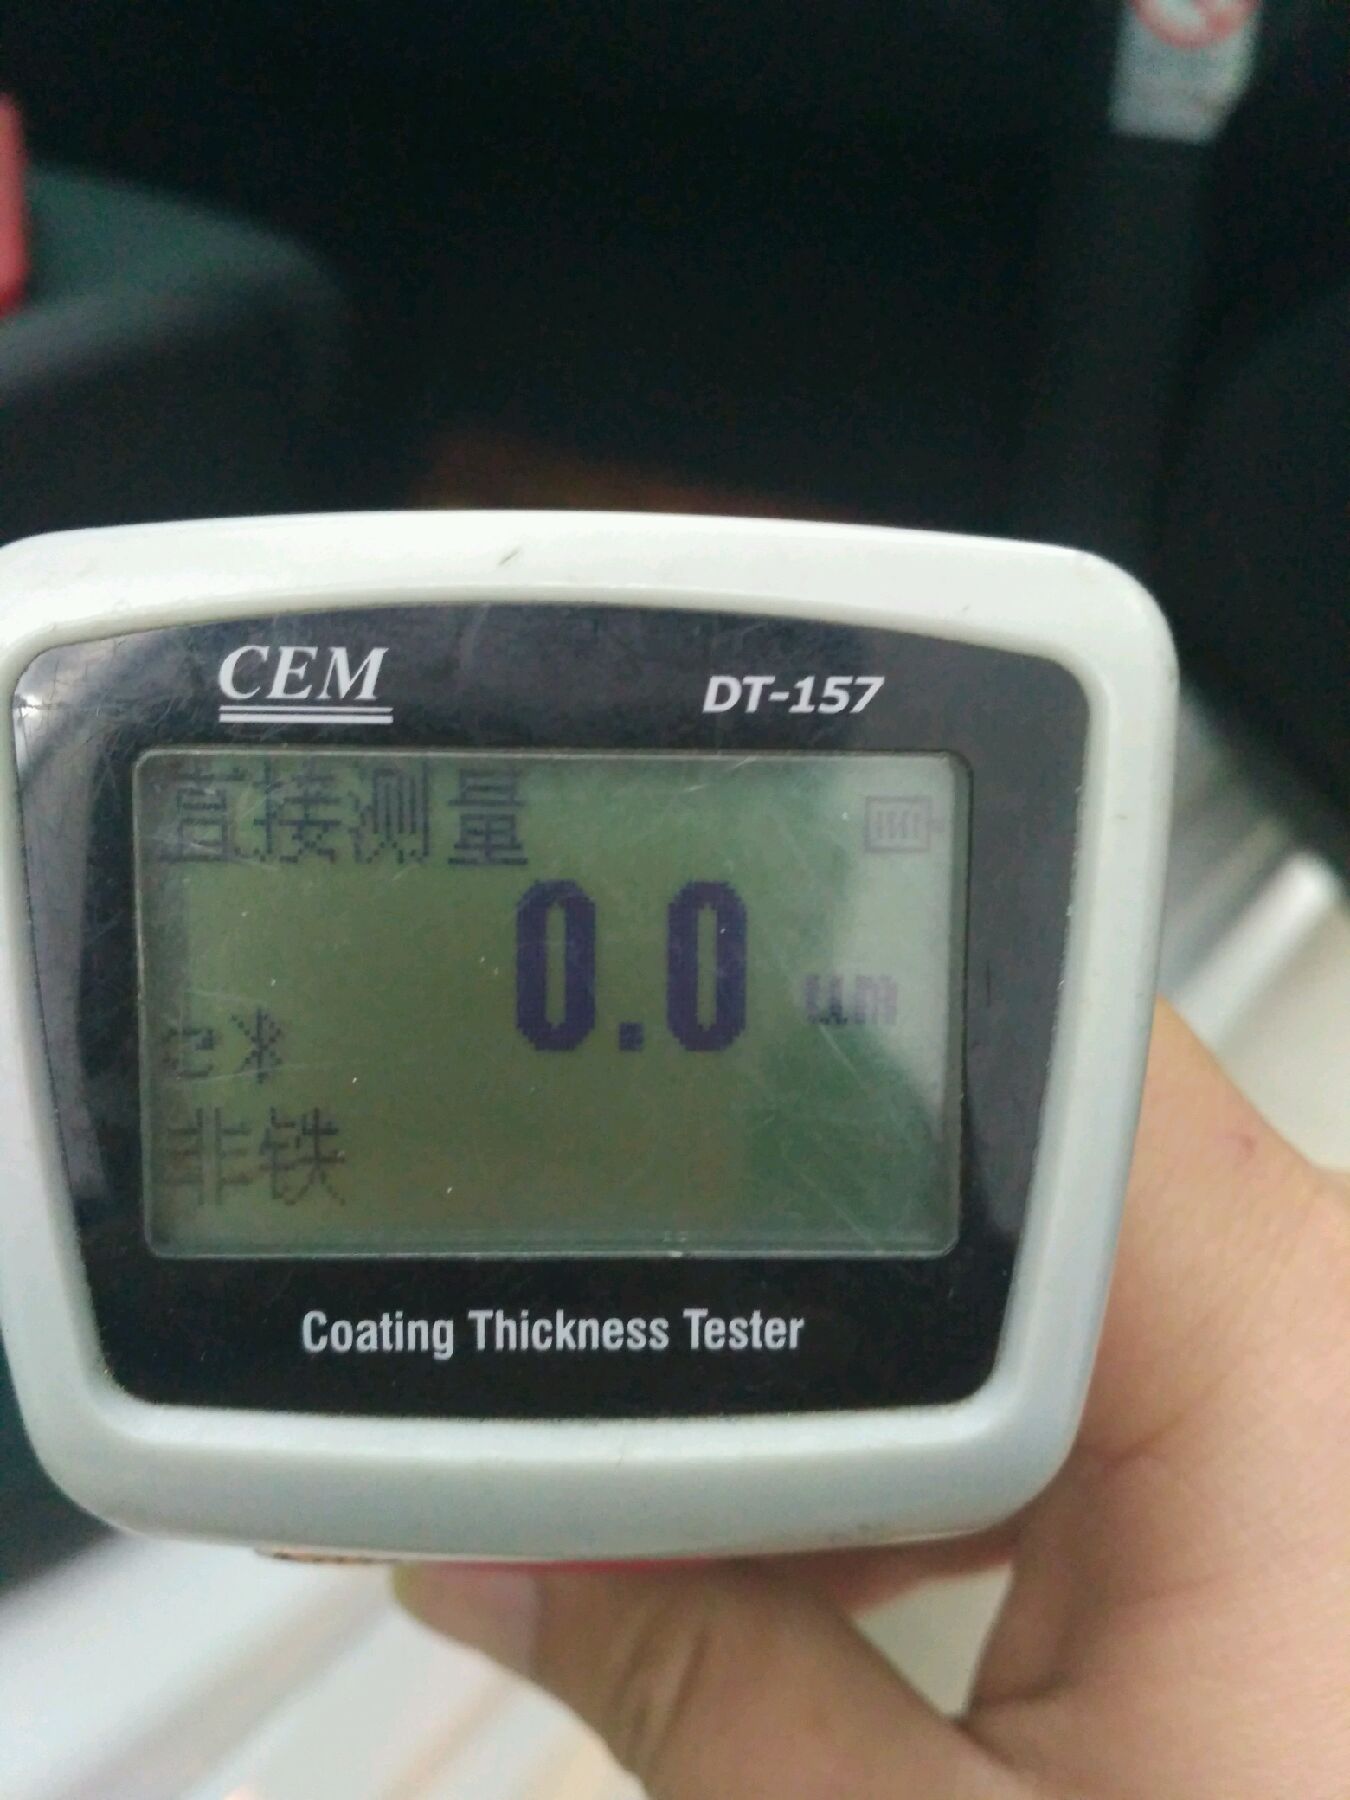 CEM
DT-157
直接测量
0.0 um
非铁
Coating Thickness Tester